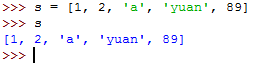 >>> s = [1, 2, 'a', 'yuan', 89]
>>> s
[1, 2, 'a', 'yuan', 89]
>>>